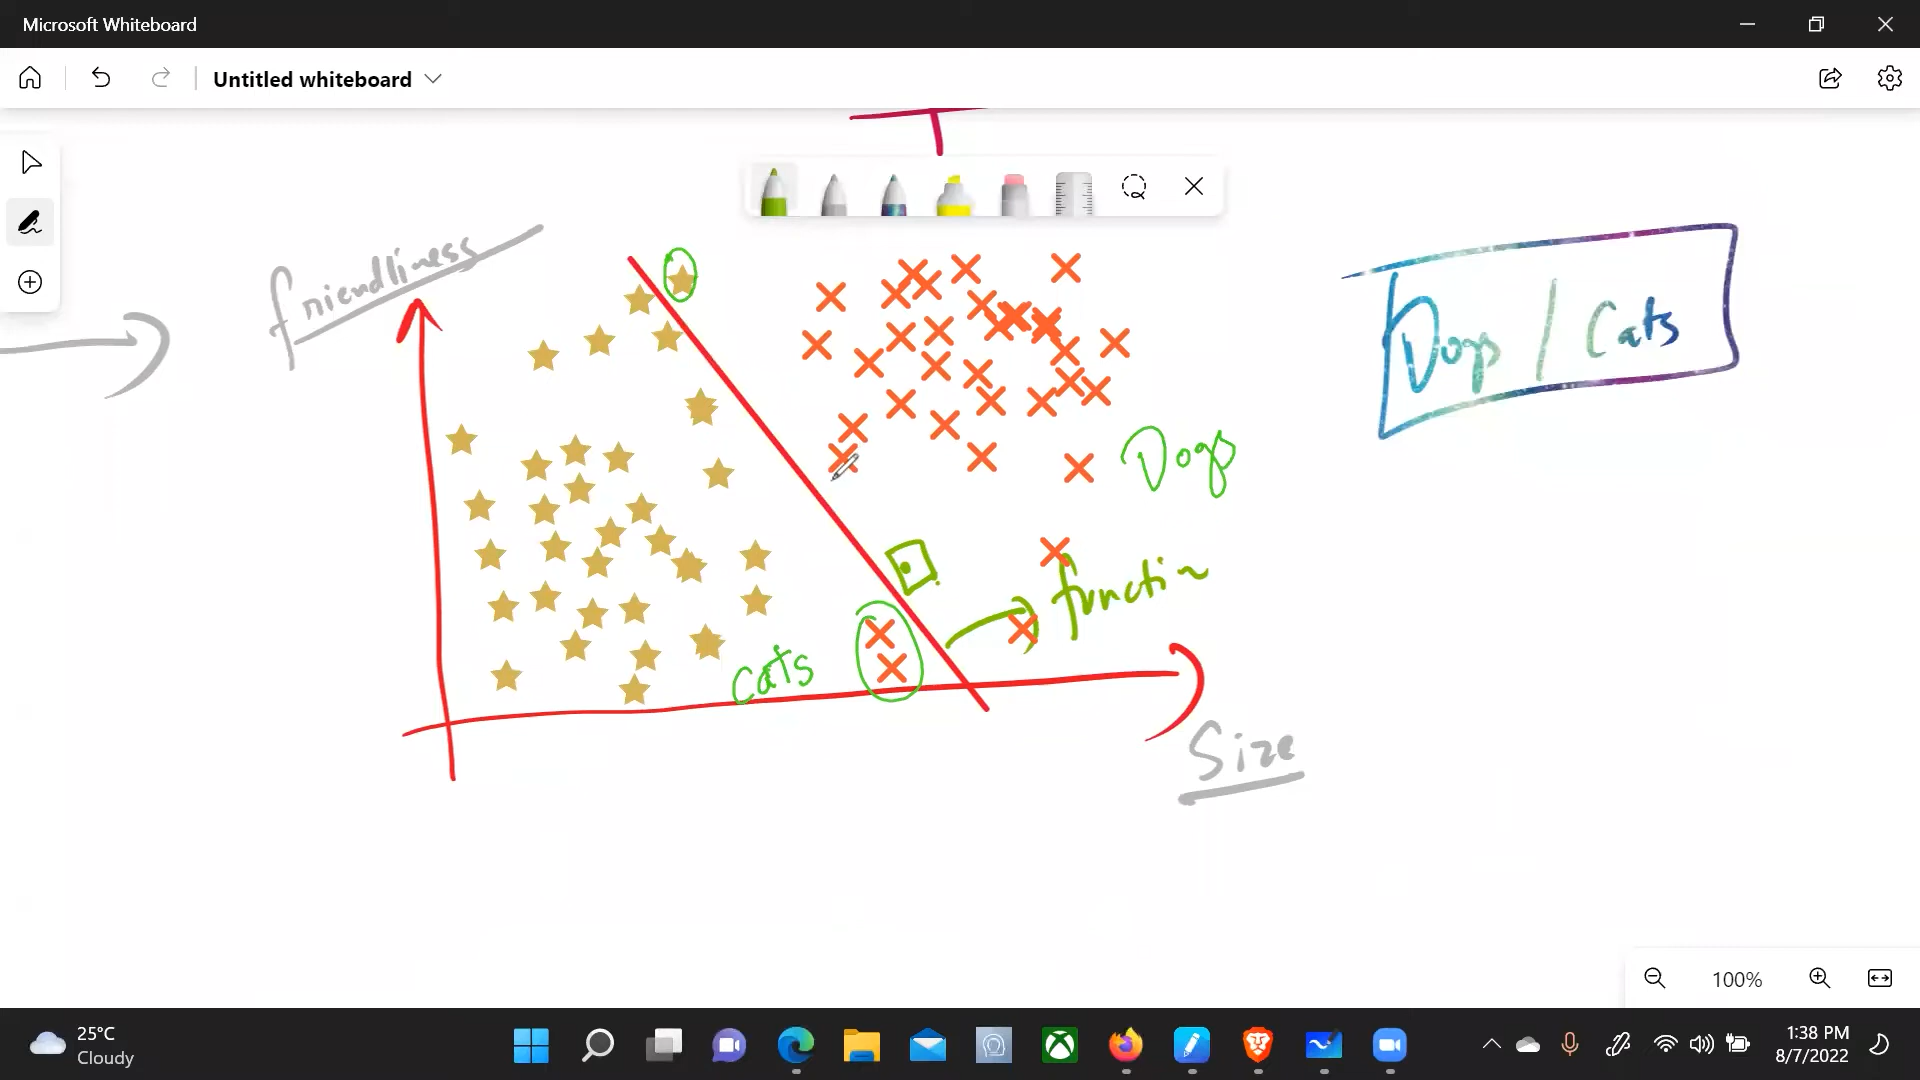 Microsoft Whiteboard
Untitled whiteboard
friendliness
Dogs / Cats
Dogs
function
cats
Size
100%
25°C
Cloudy
1:38 PM
8/7/2022